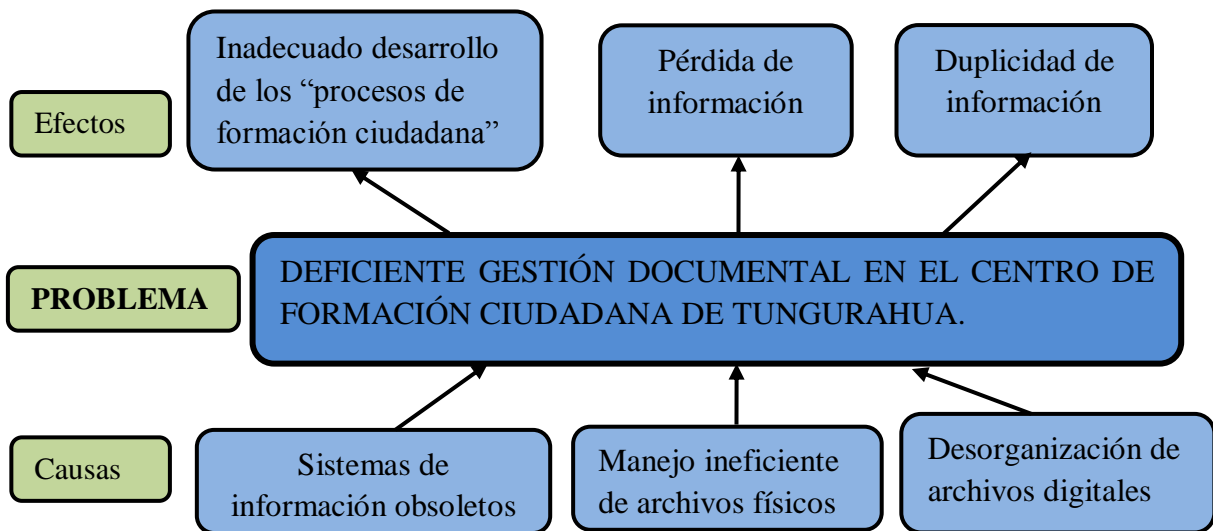 Efectos
Inadecuado desarrollo
de los “procesos de
formación ciudadana”
Pérdida de
información
Duplicidad de
información
PROBLEMA
DEFICIENTE GESTIÓN DOCUMENTAL EN EL CENTRO DE
FORMACIÓN CIUDADANA DE TUNGURAHUA.
Causas
Sistemas de
información obsoletos
Manejo ineficiente
de archivos físicos
Desorganización de
archivos digitales